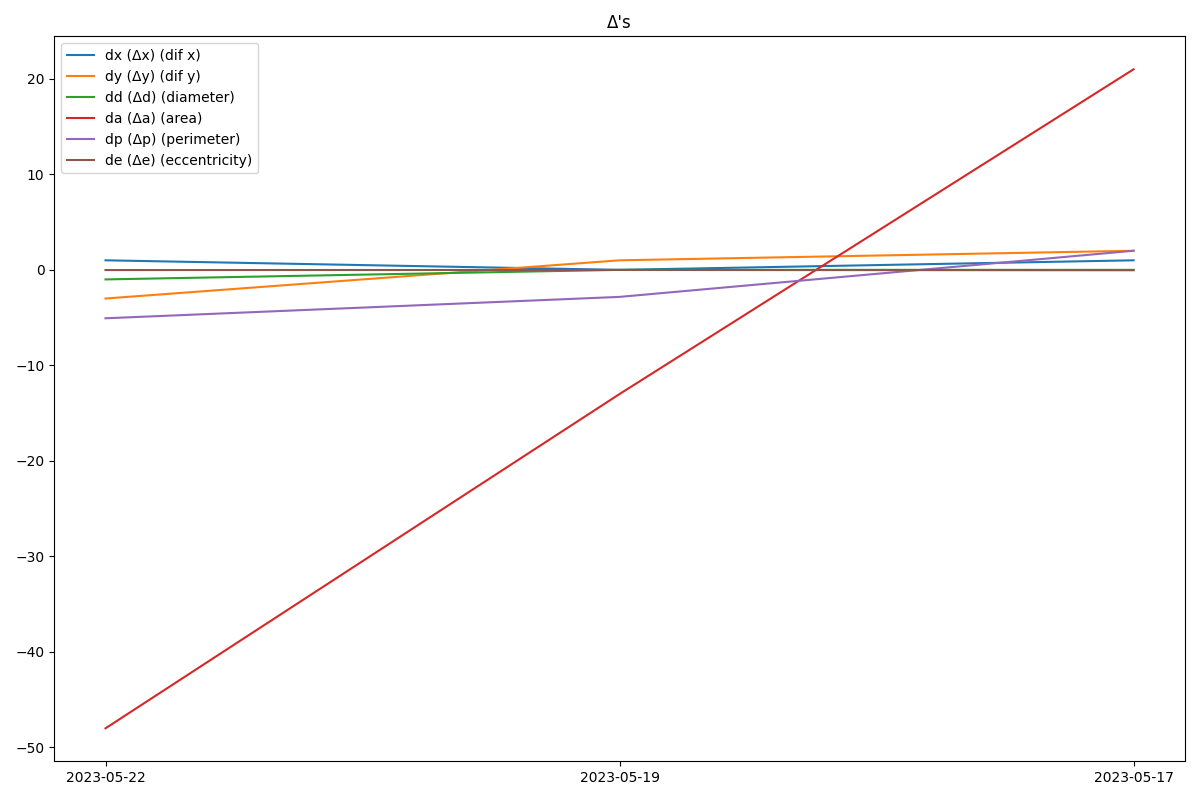 Δ's
dx (Δx) (dif x)
dy (Δy) (dif y)
dd (Δd) (diameter)
da (Δa) (area)
dp (Δp) (perimeter)
de (Δe) (eccentricity)
20
10
0
−10
−20
−30
−40
−50
2023-05-22 2023-05-19 2023-05-17